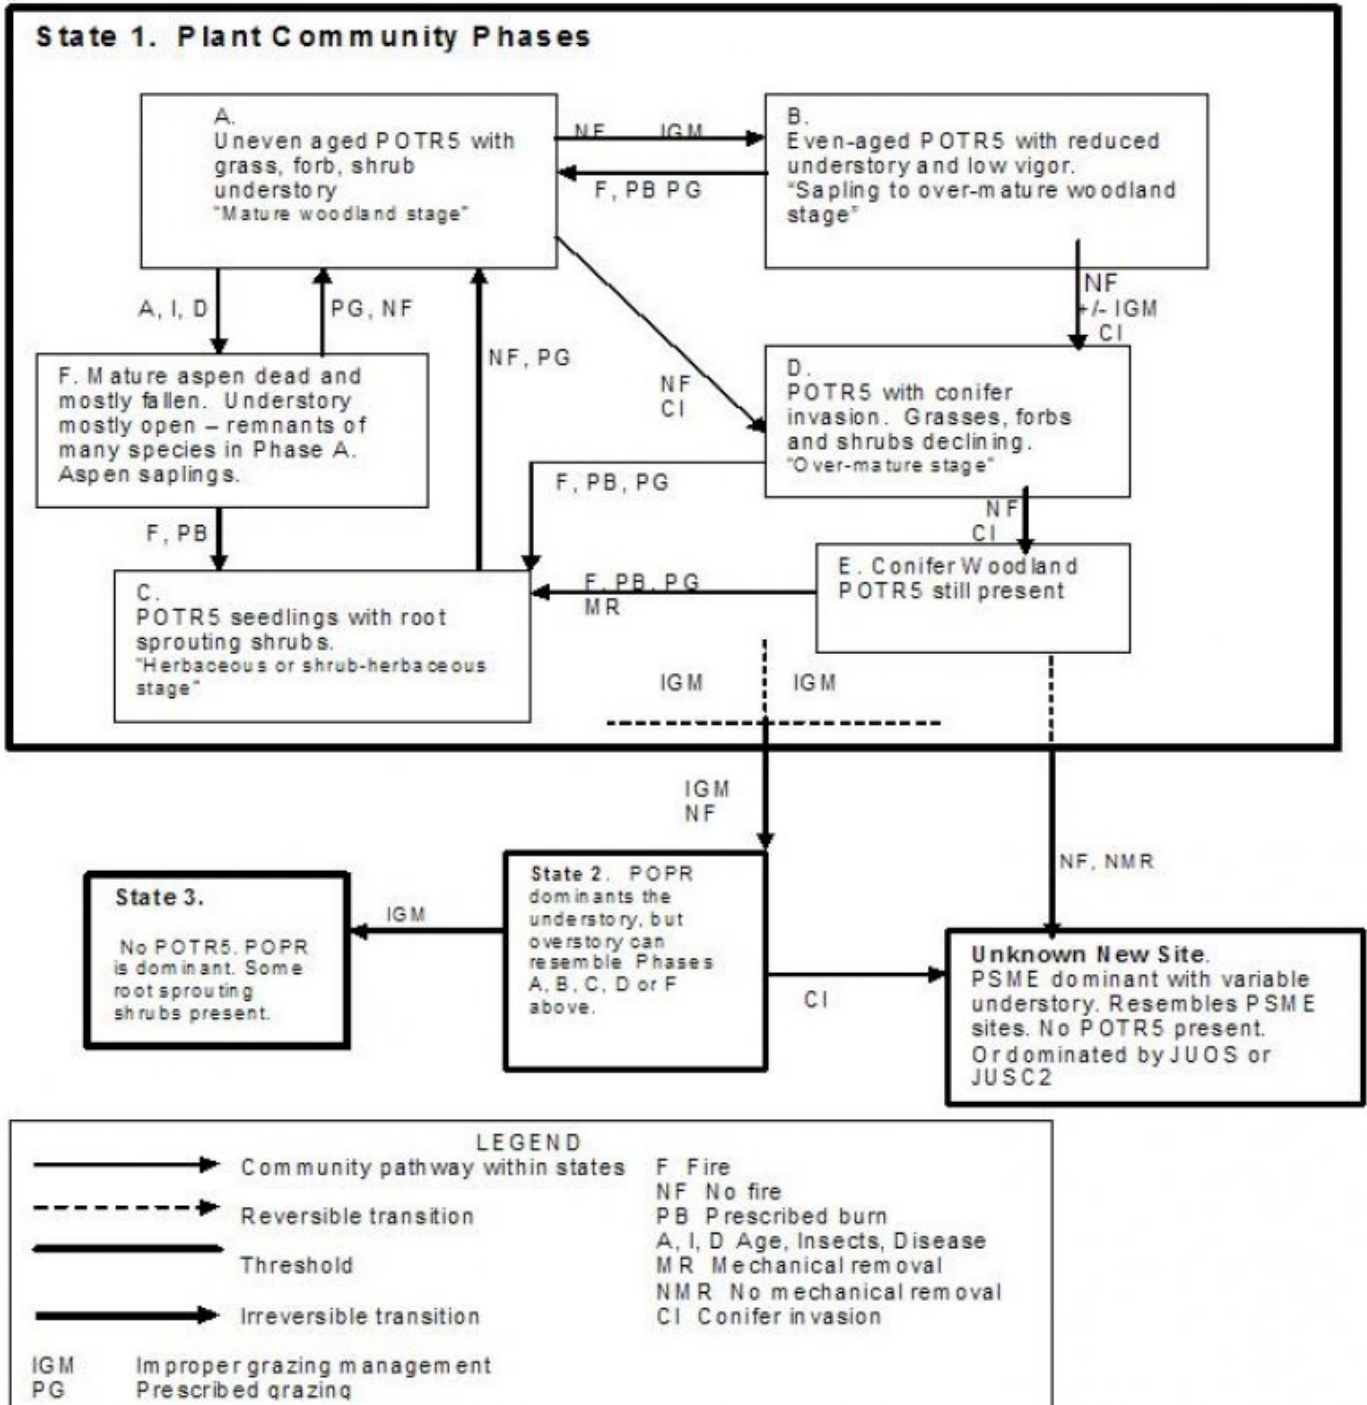 State 1. Plant Community Phases
A.
Uneven aged POTR5 with
grass, forb, shrub
understory
"Mature woodland stage"
NF IGM
F, PB PG
B.
Even-aged POTR5 with reduced
understory and low vigor.
"Sapling to over-mature woodland
stage"
A, I, D
PG, NF
NF, PG
NF
CI
NF
+/- IGM
CI
F. Mature aspen dead and
mostly fallen. Understory
mostly open – remnants of
many species in Phase A.
Aspen saplings.
D.
POTR5 with conifer
invasion. Grasses, forbs
and shrubs declining.
"Over-mature stage"
F, PB, PG
F, PB
NF
CI
C.
POTR5 seedlings with root
sprouting shrubs.
"Herbaceous or shrub-herbaceous
stage"
F, PB, PG
MR
E. Conifer Woodland
POTR5 still present
IGM IGM
IGM
NF
NF, NMR
State 3.
No POTR5. POPR
is dominant. Some
root sprouting
shrubs present.
IGM
State 2. POPR
dominants the
understory, but
overstory can
resemble Phases
A, B, C, D or F
above.
CI
Unknown New Site.
PSME dominant with variable
understory. Resembles PSME
sites. No POTR5 present.
Or dominated by JUOS or
JUSC2
LEGEND
Community pathway within states
Reversible transition
Threshold
Irreversible transition
F Fire
NF No fire
PB Prescribed burn
A, I, D Age, Insects, Disease
MR Mechanical removal
NMR No mechanical removal
CI Conifer invasion
IGM Improper grazing management
PG Prescribed grazing